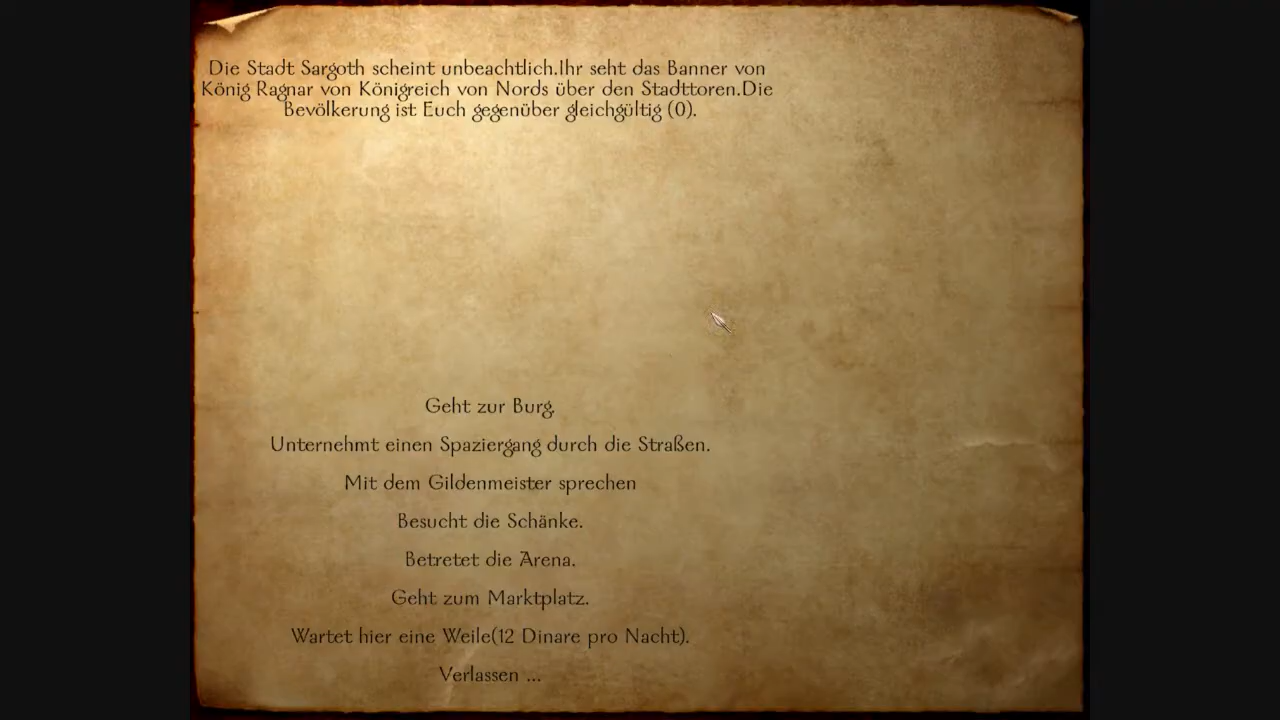 Die Stadt Sargoth scheint unbeachtlich.Ihr seht das Banner von
König Ragnar von Königreich von Nords über den Stadttoren.Die
Bevölkerung ist Euch gegenüber gleichgültig (0).
Geht zur Burg.
Unternehmt einen Spaziergang durch die Straßen.
Mit dem Gildenmeister sprechen
Besucht die Schänke.
Betretet die Arena.
Geht zum Marktplatz.
Wartet hier eine Weile(12 Dinare pro Nacht).
Verlassen ...